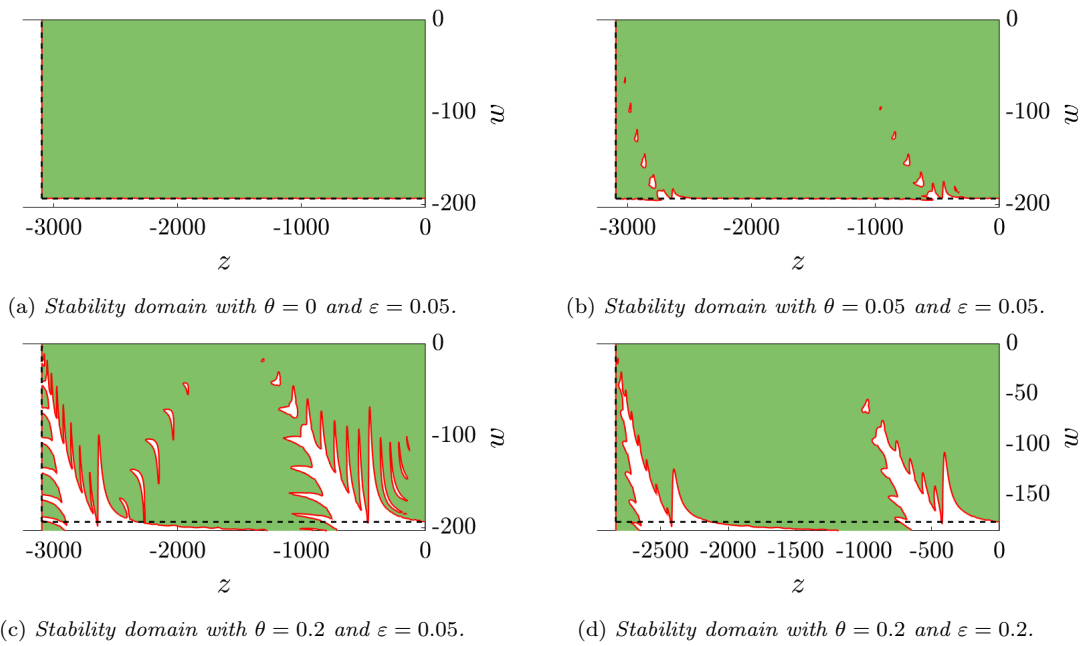 0
-100
w
-200
-3000 -2000 -1000 0
z
(a) Stability domain with θ = 0 and ε = 0.05.
0
-100
w
-200
-3000 -2000 -1000 0
z
(b) Stability domain with θ = 0.05 and ε = 0.05.
0
-100
w
-200
-3000 -2000 -1000 0
z
(c) Stability domain with θ = 0.2 and ε = 0.05.
0
-50
-100
w
-150
-2500 -2000 -1500 -1000 -500 0
z
(d) Stability domain with θ = 0.2 and ε = 0.2.